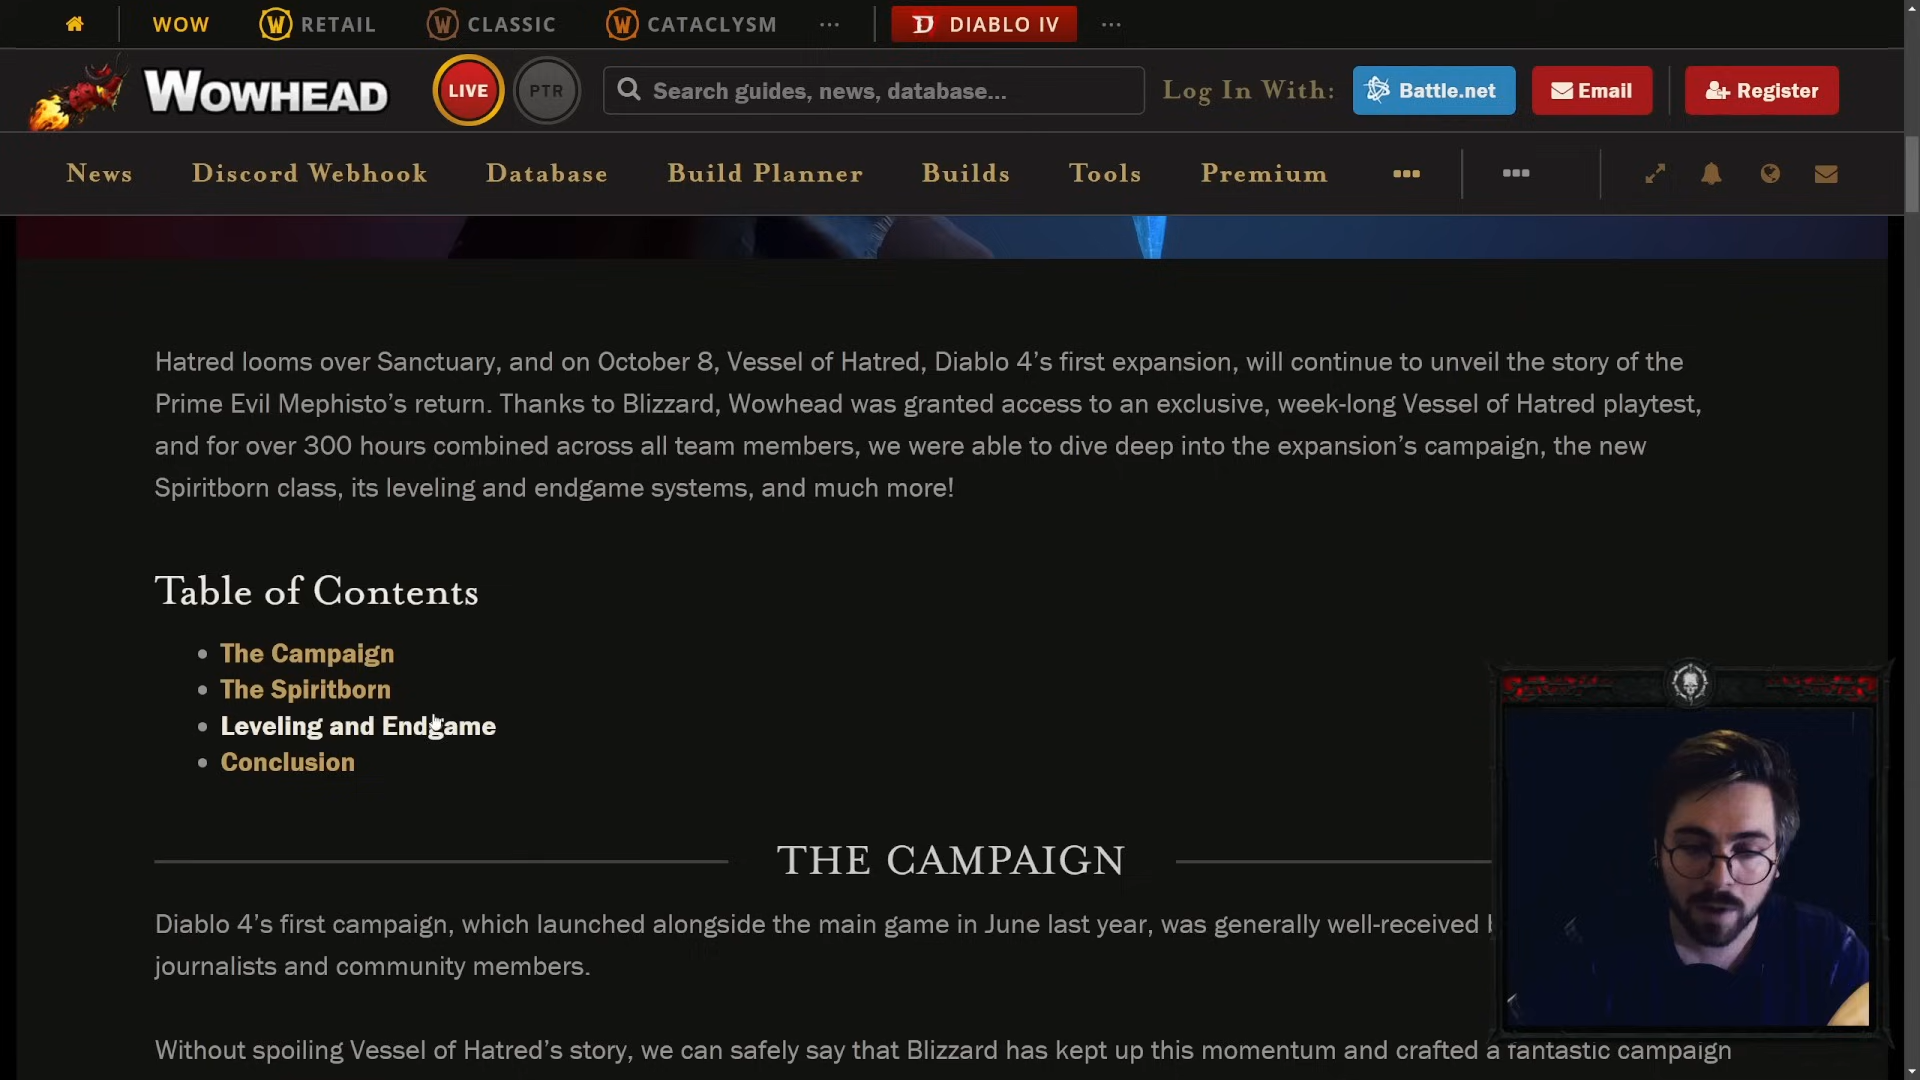 WOW RETAIL CLASSIC CATACLYSM ... DIABLO IV ...
WOWHEAD LIVE PTR Search guides, news, database... Log In With: Battle.net Email Register
News Discord Webhook Database Build Planner Builds Tools Premium
Hatred looms over Sanctuary, and on October 8, Vessel of Hatred, Diablo 4’s first expansion, will continue to unveil the story of the
Prime Evil Mephisto’s return. Thanks to Blizzard, Wowhead was granted access to an exclusive, week-long Vessel of Hatred playtest,
and for over 300 hours combined across all team members, we were able to dive deep into the expansion’s campaign, the new
Spiritborn class, its leveling and endgame systems, and much more!
Table of Contents
• The Campaign
• The Spiritborn
• Leveling and Endgame
• Conclusion
THE CAMPAIGN
Diablo 4’s first campaign, which launched alongside the main game in June last year, was generally well-received
journalists and community members.
Without spoiling Vessel of Hatred’s story, we can safely say that Blizzard has kept up this momentum and crafted a fantastic campaign